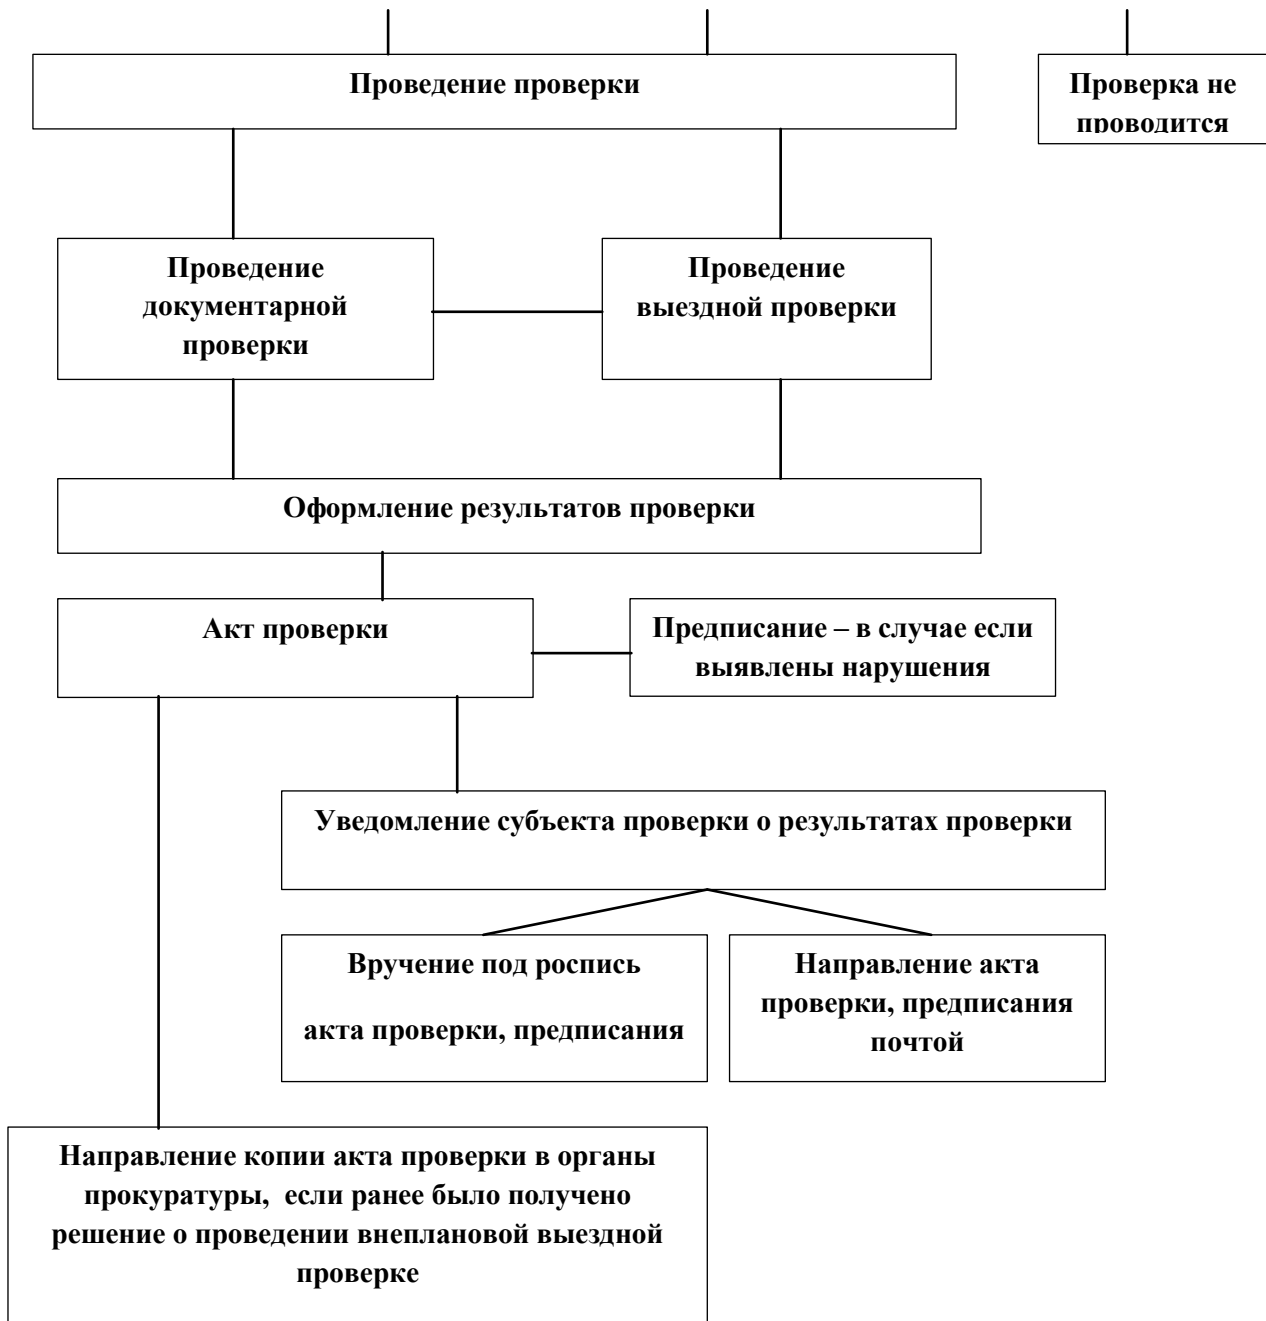 Проведение проверки
Проверка не
проводится
Проведение
документарной
проверки
Проведение
выездной проверки
Оформление результатов проверки
Акт проверки
Предписание – в случае если
выявлены нарушения
Уведомление субъекта проверки о результатах проверки
Вручение под роспись
акта проверки, предписания
Направление акта
проверки, предписания
почтой
Направление копии акта проверки в органы
прокуратуры, если ранее было получено
решение о проведении внеплановой выездной
проверке